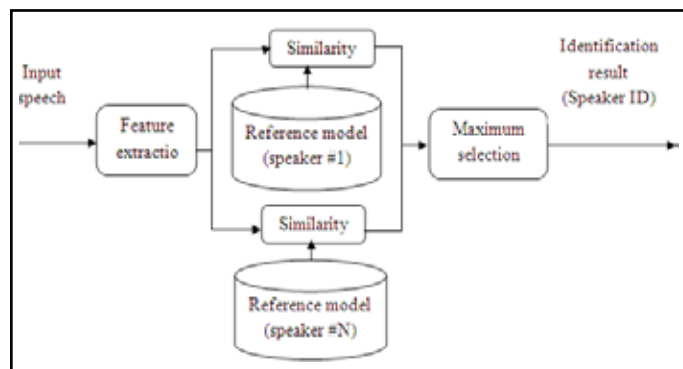 Input
speech
Feature
extractio
Similarity
Reference model
(speaker #1)
Similarity
Reference model
(speaker #N)
Maximum
selection
Identification
result
(Speaker ID)